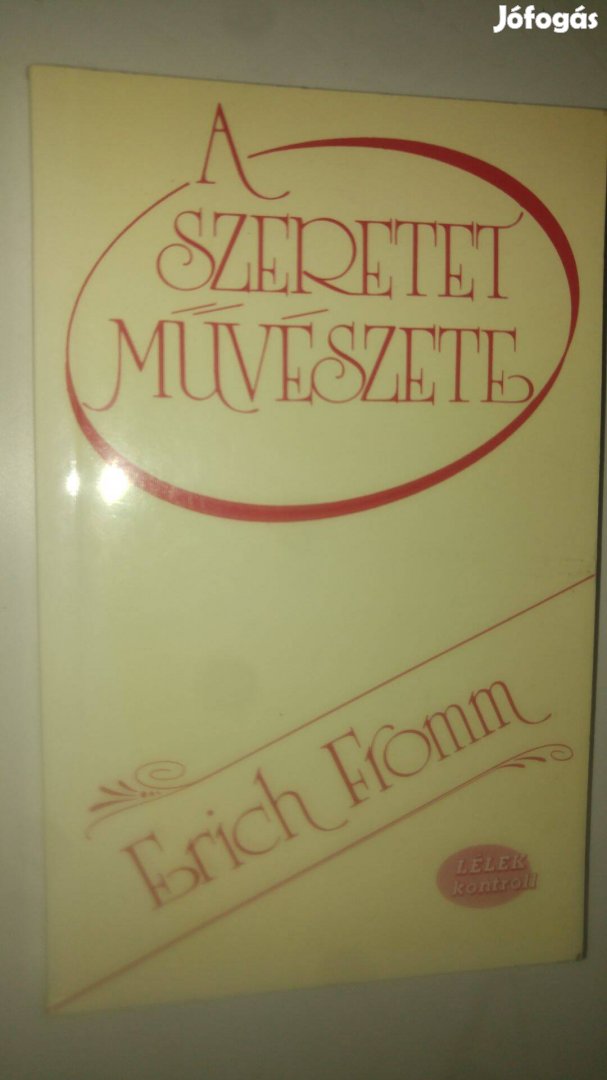 Jófogás
A
SZERETET
MŰVÉSZETE
Erich Fromm
LÉLEK
kontroll